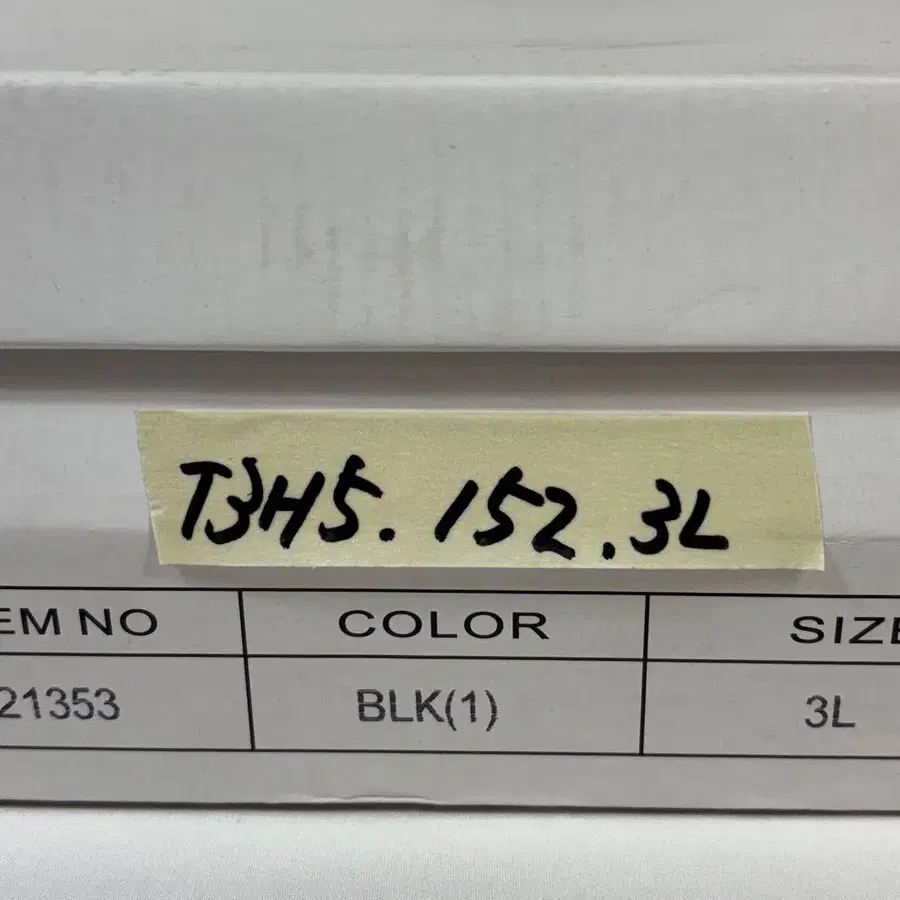 T3H5.152.3L
EM NO COLOR SIZE
21353 BLK(1) 3L